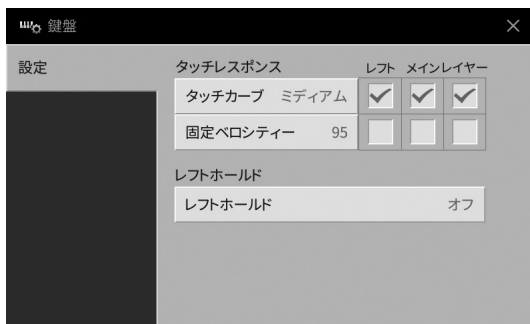 鍵盤
設定
タッチレスポンス レフト メイン レイヤー
タッチカーブ ミディアム
固定ベロシティー 95
レフトホールド
レフトホールド オフ